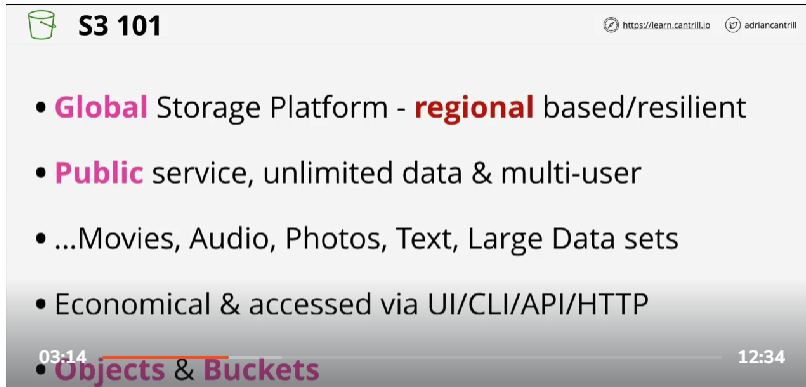 S3 101
https://learn.cantrill.io
adriancantrill
• Global Storage Platform - regional based/resilient
• Public service, unlimited data & multi-user
• ...Movies, Audio, Photos, Text, Large Data sets
• Economical & accessed via UI/CLI/API/HTTP
03:14
12:34
• Objects & Buckets